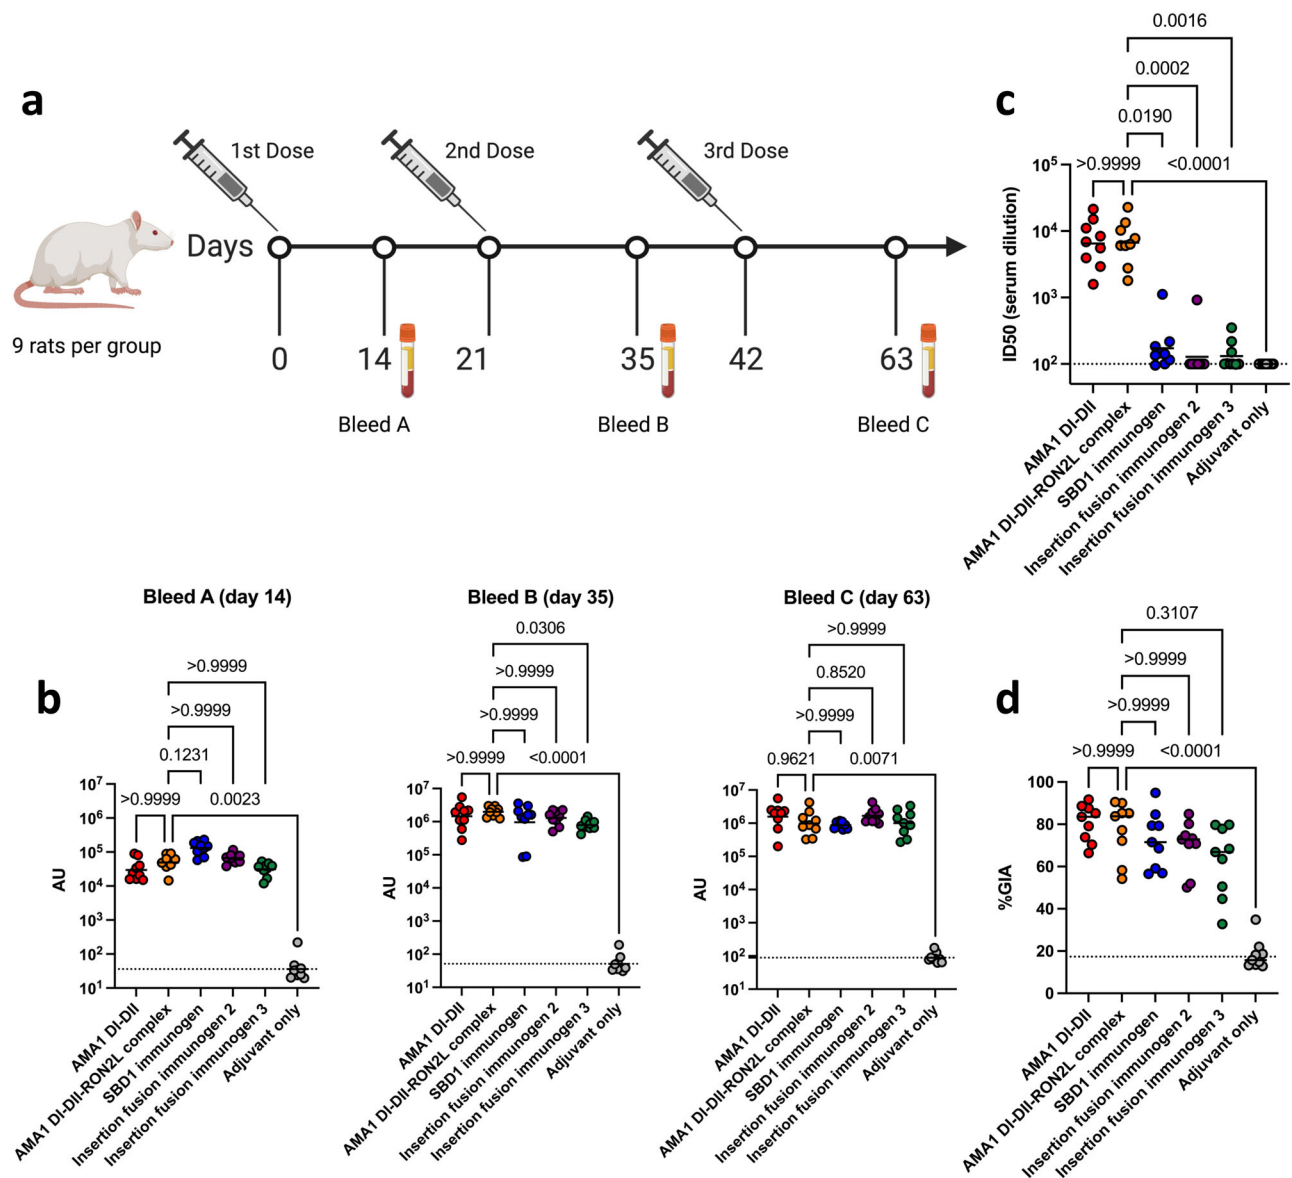 a
1st Dose
2nd Dose
3rd Dose
Days
9 rats per group
0
14
21
35
42
63
Bleed A
Bleed B
Bleed C
c
0.0016
0.0002
0.0190
>0.9999
<0.0001
ID50 (serum dilution)
10⁵
10⁴
10³
10²
AMA1 DI-DII
AMA1 DI-DII-RON2L complex
SBD1 immunogen
Insertion fusion immunogen 2
Insertion fusion immunogen 3
Adjuvant only
b
Bleed A (day 14)
>0.9999
>0.9999
0.1231
>0.9999
0.0023
AU
10⁷
10⁶
10⁵
10⁴
10³
10²
10¹
AMA1 DI-DII
AMA1 DI-DII-RON2L complex
SBD1 immunogen
Insertion fusion immunogen 2
Insertion fusion immunogen 3
Adjuvant only
Bleed B (day 35)
0.0306
>0.9999
>0.9999
>0.9999
<0.0001
AU
10⁷
10⁶
10⁵
10⁴
10³
10²
10¹
AMA1 DI-DII
AMA1 DI-DII-RON2L complex
SBD1 immunogen
Insertion fusion immunogen 2
Insertion fusion immunogen 3
Adjuvant only
Bleed C (day 63)
>0.9999
0.8520
>0.9999
0.9621
0.0071
AU
10⁷
10⁶
10⁵
10⁴
10³
10²
10¹
AMA1 DI-DII
AMA1 DI-DII-RON2L complex
SBD1 immunogen
Insertion fusion immunogen 2
Insertion fusion immunogen 3
Adjuvant only
d
0.3107
>0.9999
>0.9999
>0.9999
<0.0001
%GIA
100
80
60
40
20
0
AMA1 DI-DII
AMA1 DI-DII-RON2L complex
SBD1 immunogen
Insertion fusion immunogen 2
Insertion fusion immunogen 3
Adjuvant only